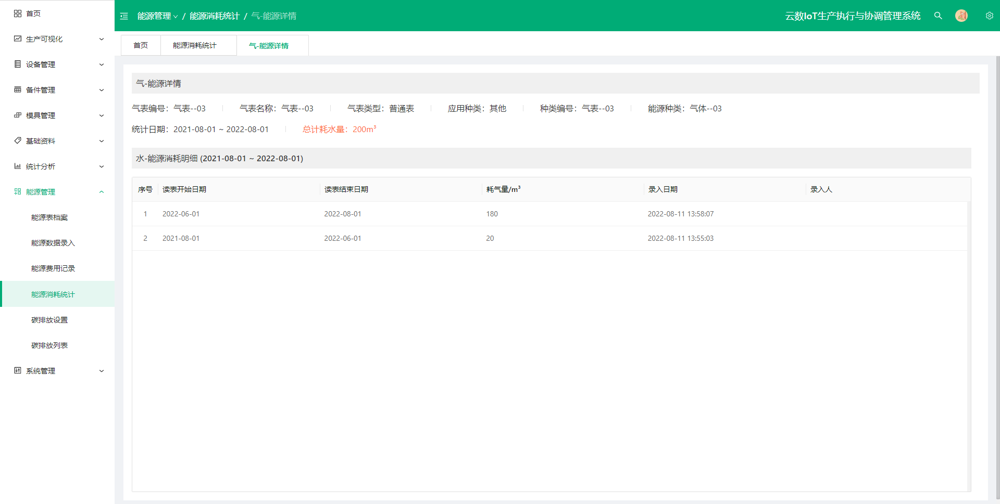 首页
生产可视化
设备管理
备件管理
模具管理
基础资料
统计分析
能源管理
能源表档案
能源数据录入
能源费用记录
能源消耗统计
碳排放设置
碳排放列表
系统管理
能源管理 / 能源消耗统计 / 气-能源详情
云数IoT生产执行与协调管理系统
首页 能源消耗统计 气-能源详情
气-能源详情
气表编号：气表--03 气表名称：气表--03 气表类型：普通表 应用种类：其他 种类编号：气表--03 能源种类：气体--03
统计日期：2021-08-01 ~ 2022-08-01 总计耗水量：200m³
水-能源消耗明细 (2021-08-01 ~ 2022-08-01)
序号 读表开始日期 读表结束日期 耗气量/m³ 录入日期 录入人
1 2022-06-01 2022-08-01 180 2022-08-11 13:58:07
2 2021-08-01 2022-06-01 20 2022-08-11 13:55:03